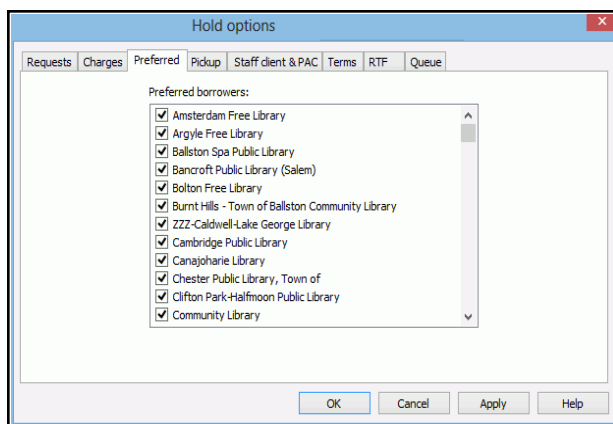 Hold options
Requests Charges Preferred Pickup Staff client & PAC Terms RTF Queue
Preferred borrowers:
Amsterdam Free Library
Argyle Free Library
Ballston Spa Public Library
Bancroft Public Library (Salem)
Bolton Free Library
Burnt Hills - Town of Ballston Community Library
ZZZ-Caldwell-Lake George Library
Cambridge Public Library
Canajoharie Library
Chester Public Library, Town of
Clifton Park-Halfmoon Public Library
Community Library
OK Cancel Apply Help